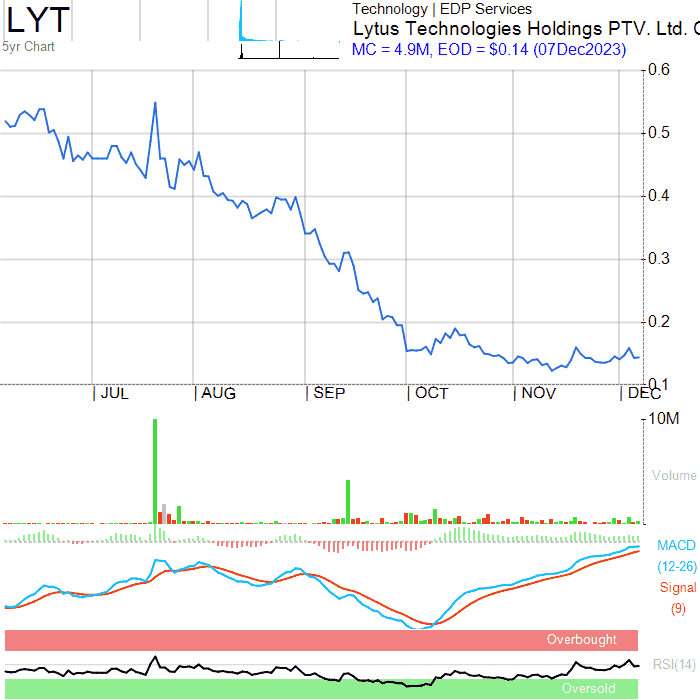 LYT
5yr Chart
Technology | EDP Services
Lytus Technologies Holdings PTV. Ltd. C
MC = 4.9M, EOD = $0.14 (07Dec2023)
0.6
0.5
0.4
0.3
0.2
0.1
JUL AUG SEP OCT NOV DEC
10M
Volume
MACD
(12-26)
Signal
(9)
Overbought
RSI(14)
Oversold